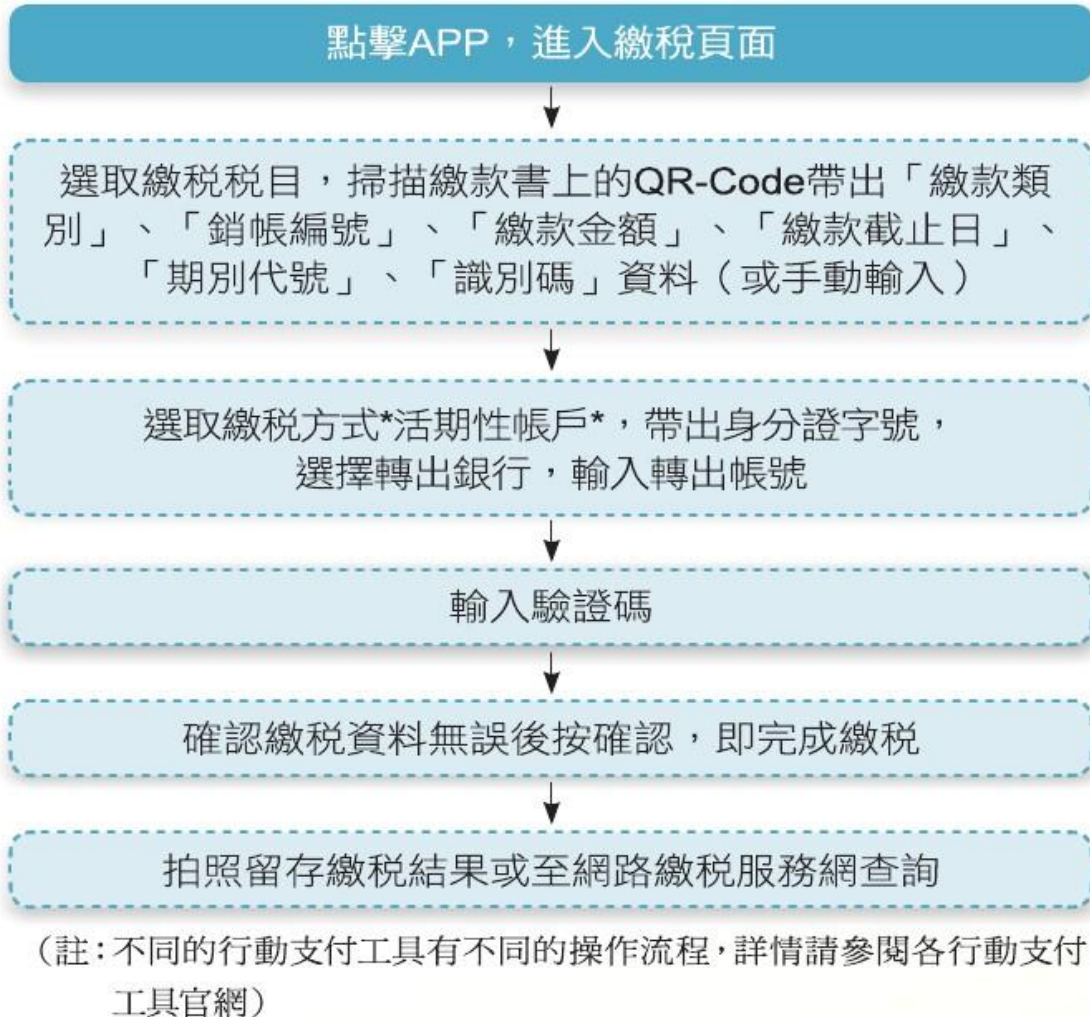 點擊APP，進入繳稅頁面
選取繳稅稅目，掃描繳款書上的QR-Code帶出「繳款類
別」、「銷帳編號」、「繳款金額」、「繳款截止日」、
「期別代號」、「識別碼」資料（或手動輸入）
選取繳稅方式*活期性帳戶*，帶出身分證字號，
選擇轉出銀行，輸入轉出帳號
輸入驗證碼
確認繳稅資料無誤後按確認，即完成繳稅
拍照留存繳稅結果或至網路繳稅服務網查詢
（註：不同的行動支付工具有不同的操作流程，詳情請參閱各行動支付
工具官網）